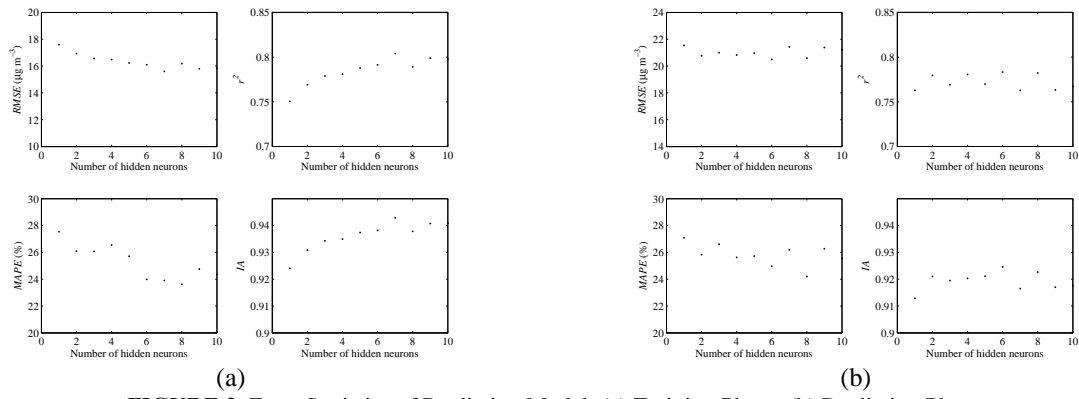 20
18
16
14
12
10
RMSE (μg m⁻³)
0 2 4 6 8 10
Number of hidden neurons
0.85
0.8
0.75
0.7
r²
0 2 4 6 8 10
Number of hidden neurons
30
28
26
24
22
20
MAPE (%)
0 2 4 6 8 10
Number of hidden neurons
0.94
0.93
0.92
0.91
0.9
IA
0 2 4 6 8 10
Number of hidden neurons
(a)
24
22
20
18
16
14
RMSE (μg m⁻³)
0 2 4 6 8 10
Number of hidden neurons
0.85
0.8
0.75
0.7
r²
0 2 4 6 8 10
Number of hidden neurons
30
28
26
24
22
20
MAPE (%)
0 2 4 6 8 10
Number of hidden neurons
0.94
0.93
0.92
0.91
0.9
IA
0 2 4 6 8 10
Number of hidden neurons
(b)
FIGURE Error Statistics of Prediction (a) Training (b) Prediction